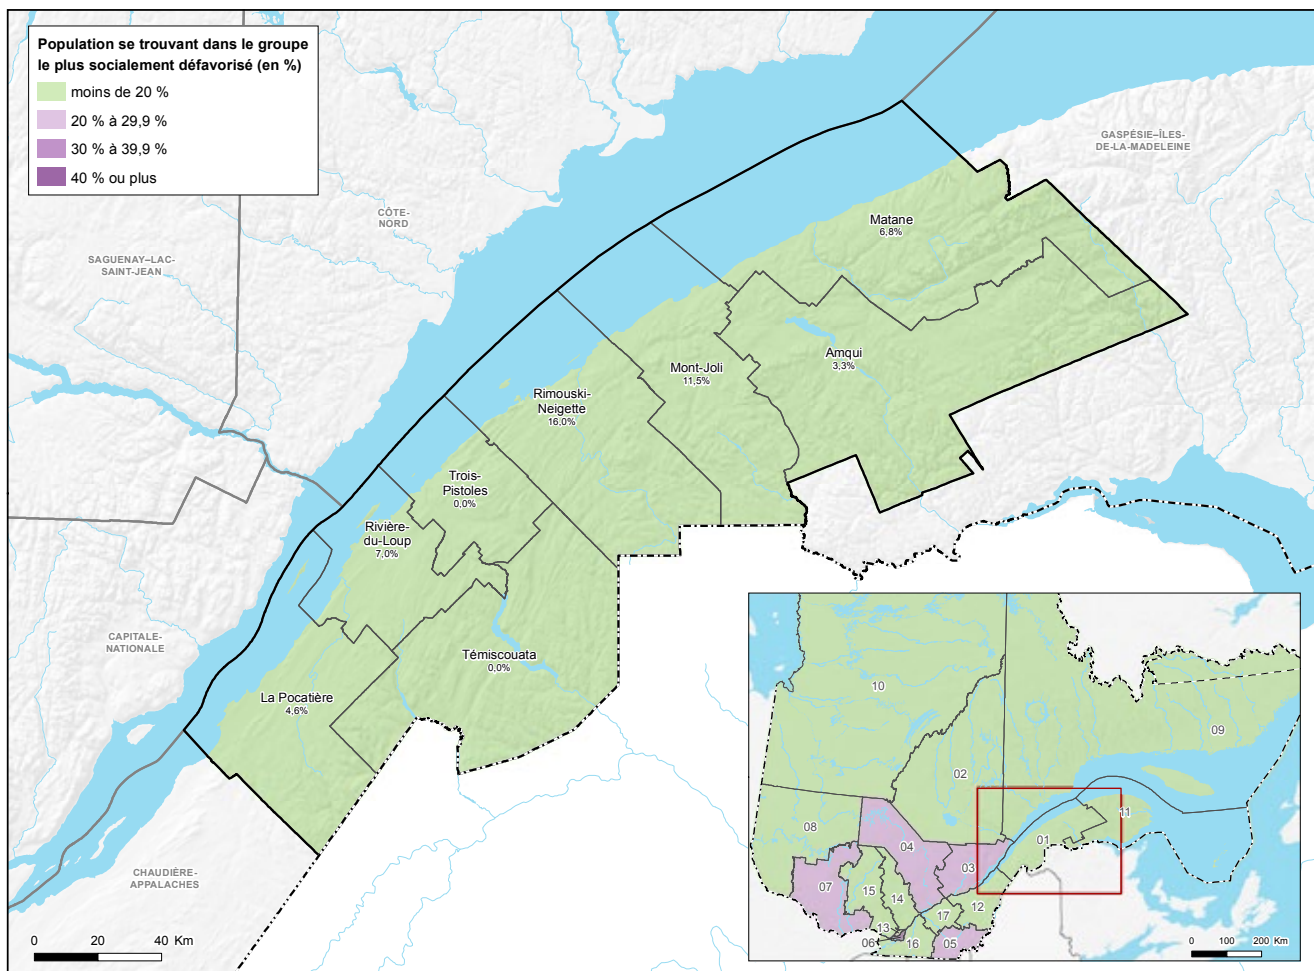 Population se trouvant dans le groupe
le plus socialement défavorisé (en %)
moins de 20 %
20 % à 29,9 %
30 % à 39,9 %
40 % ou plus
GASPÉSIE–ÎLES-
DE-LA-MADELEINE
CÔTE-
NORD
SAGUENAY–LAC-
SAINT-JEAN
Matane
6,8%
Amqui
3,3%
Mont-Joli
11,5%
Rimouski-
Neigette
16,0%
Trois-
Pistoles
0,0%
Rivière-
du-Loup
7,0%
CAPITALE-
NATIONALE
Témiscouata
0,0%
La Pocatière
4,6%
CHAUDIÈRE-
APPALACHES
0 20 40 Km
10
09
02
11
08
01
04
03
07
15
14
12
17
13
06
16
05
0 100 200 Km